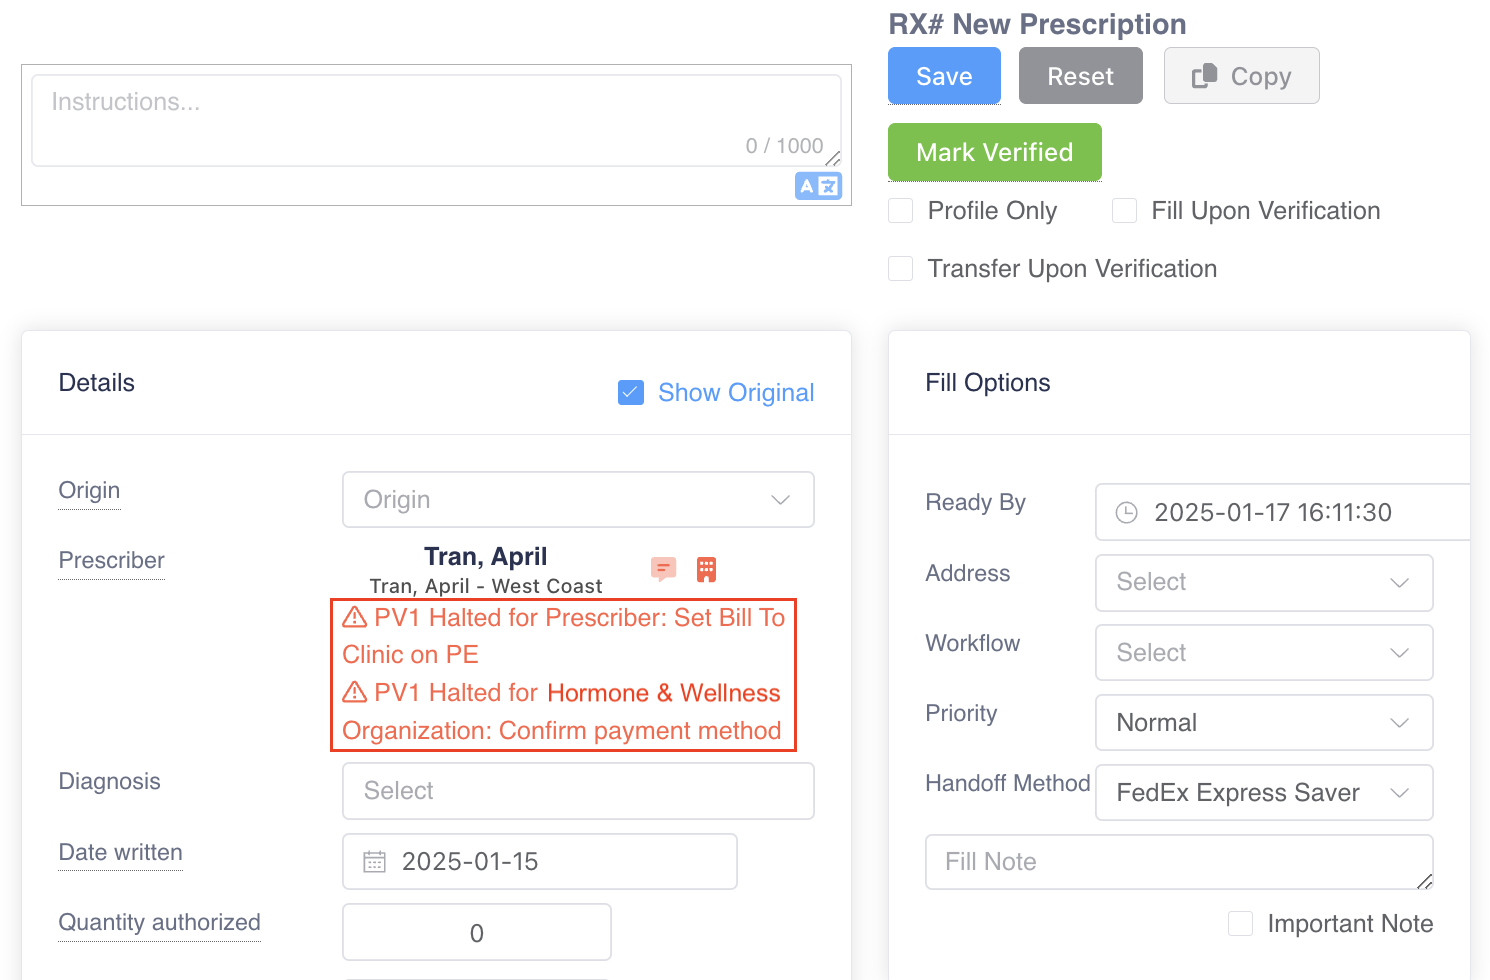 RX# New Prescription
Instructions...
0 / 1000
Save
Reset
Copy
Mark Verified
Profile Only
Fill Upon Verification
Transfer Upon Verification
Details
Show Original
Origin
Origin
Prescriber
Tran, April
Tran, April - West Coast
PV1 Halted for Prescriber: Set Bill To
Clinic on PE
PV1 Halted for Hormone & Wellness
Organization: Confirm payment method
Diagnosis
Select
Date written
2025-01-15
Quantity authorized
0
Fill Options
Ready By
2025-01-17 16:11:30
Address
Select
Workflow
Select
Priority
Normal
Handoff Method
FedEx Express Saver
Fill Note
Important Note